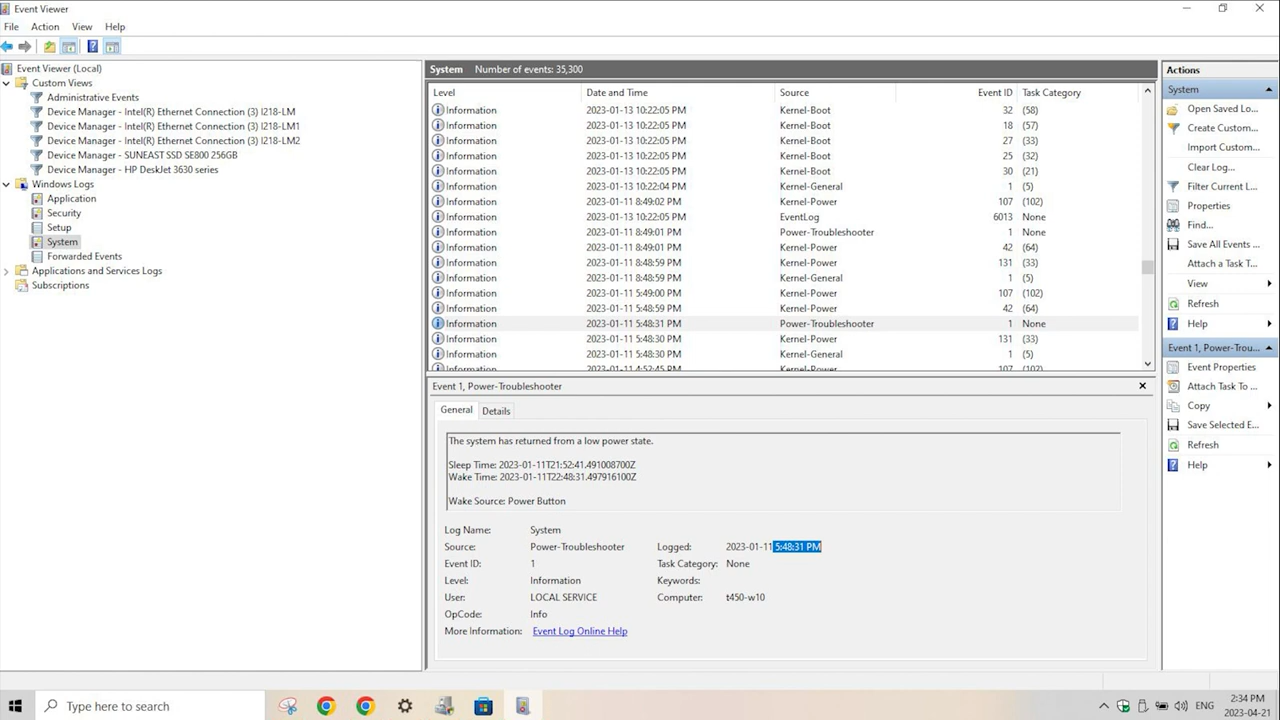 Event Viewer
File Action View Help
Event Viewer (Local)
Custom Views
Administrative Events
Device Manager - Intel(R) Ethernet Connection (3) I218-LM
Device Manager - Intel(R) Ethernet Connection (3) I218-LM1
Device Manager - Intel(R) Ethernet Connection (3) I218-LM2
Device Manager - SUNEAST SSD SE800 256GB
Device Manager - HP DeskJet 3630 series
Windows Logs
Application
Security
Setup
System
Forwarded Events
Applications and Services Logs
Subscriptions
System Number of events: 35,300
Level Date and Time Source Event ID Task Category
Information 2023-01-13 10:22:05 PM Kernel-Boot 32 (58)
Information 2023-01-13 10:22:05 PM Kernel-Boot 18 (57)
Information 2023-01-13 10:22:05 PM Kernel-Boot 27 (33)
Information 2023-01-13 10:22:05 PM Kernel-Boot 25 (32)
Information 2023-01-13 10:22:05 PM Kernel-Boot 30 (21)
Information 2023-01-13 10:22:04 PM Kernel-General 1 (5)
Information 2023-01-11 8:49:02 PM Kernel-Power 107 (102)
Information 2023-01-13 10:22:05 PM EventLog 6013 None
Information 2023-01-11 8:49:01 PM Power-Troubleshooter 1 None
Information 2023-01-11 8:49:01 PM Kernel-Power 42 (64)
Information 2023-01-11 8:48:59 PM Kernel-Power 131 (33)
Information 2023-01-11 8:48:59 PM Kernel-General 1 (5)
Information 2023-01-11 5:49:00 PM Kernel-Power 107 (102)
Information 2023-01-11 5:48:59 PM Kernel-Power 42 (64)
Information 2023-01-11 5:48:31 PM Power-Troubleshooter 1 None
Information 2023-01-11 5:48:30 PM Kernel-Power 131 (33)
Information 2023-01-11 5:48:30 PM Kernel-General 1 (5)
Information 2023-01-11 4:52:45 PM Kernel-Power 107 (102)
Event 1, Power-Troubleshooter
General Details
The system has returned from a low power state.
Sleep Time: 2023-01-11T21:52:41.491008700Z
Wake Time: 2023-01-11T22:48:31.497916100Z
Wake Source: Power Button
Log Name: System
Source: Power-Troubleshooter Logged: 2023-01-11 5:48:31 PM
Event ID: 1 Task Category: None
Level: Information Keywords:
User: LOCAL SERVICE Computer: t450-w10
OpCode: Info
More Information: Event Log Online Help
Actions
System
Open Saved Lo...
Create Custom...
Import Custom...
Clear Log...
Filter Current L...
Properties
Find...
Save All Events ...
Attach a Task T...
View
Refresh
Help
Event 1, Power-Trou...
Event Properties
Attach Task To ...
Copy
Save Selected E...
Refresh
Help
Type here to search
ENG
2:34 PM
2023-04-21